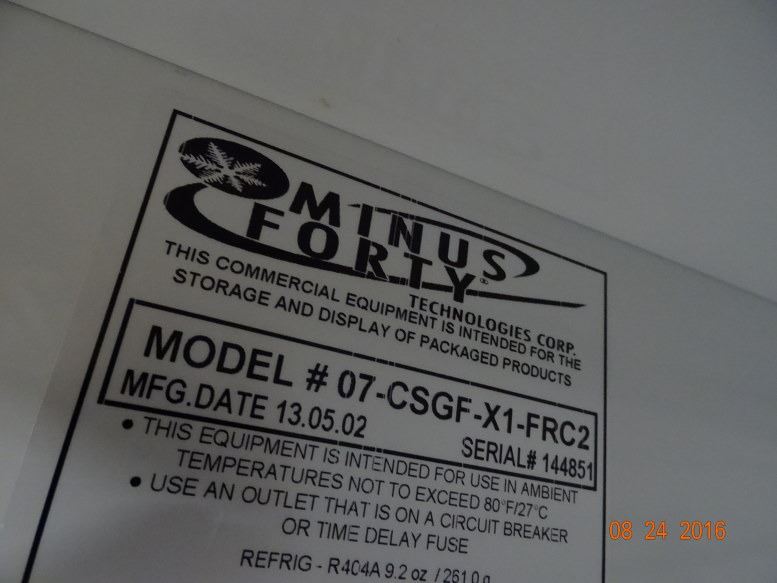 MINUS
FORTY®
TECHNOLOGIES CORP.
THIS COMMERCIAL EQUIPMENT IS INTENDED FOR THE
STORAGE AND DISPLAY OF PACKAGED PRODUCTS
MODEL # 07-CSGF-X1-FRC2
MFG.DATE 13.05.02 SERIAL# 144851
• THIS EQUIPMENT IS INTENDED FOR USE IN AMBIENT
TEMPERATURES NOT TO EXCEED 80°F/27°C
• USE AN OUTLET THAT IS ON A CIRCUIT BREAKER
OR TIME DELAY FUSE
REFRIG - R404A 9.2 oz / 261.0 g
08 24 2016